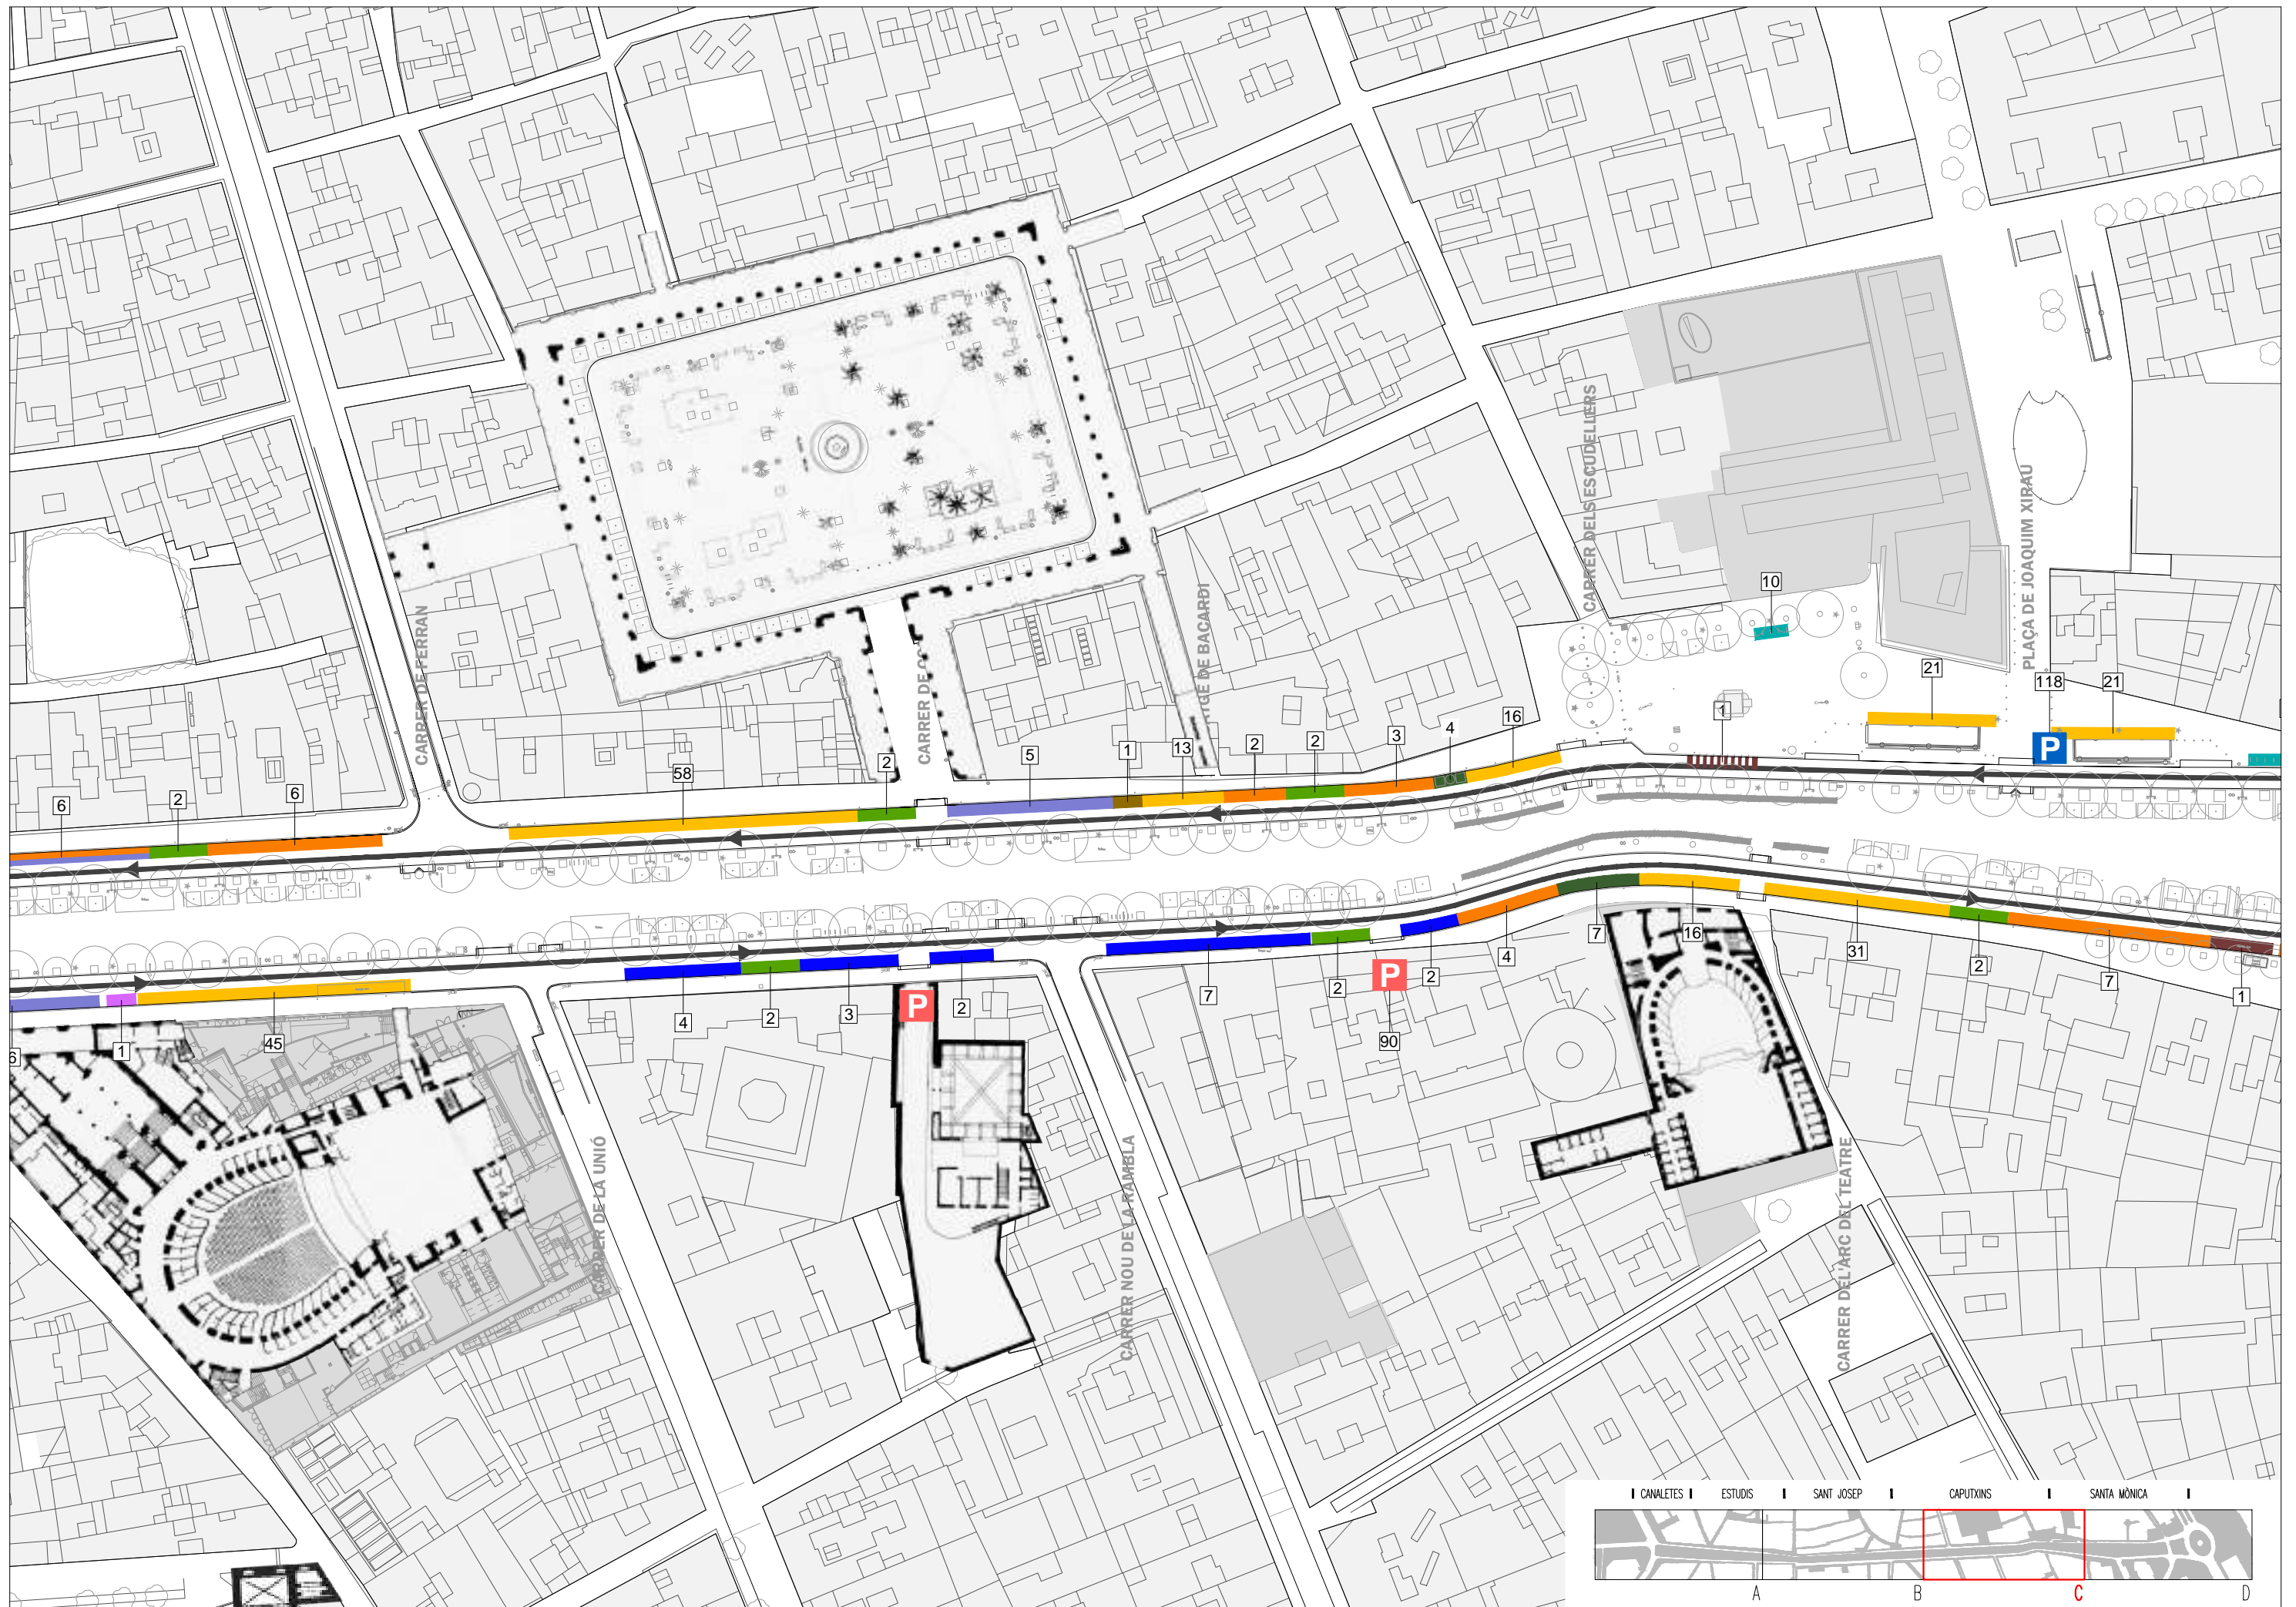 CARRER DELS ESCUDELLERS
PLAÇA DE JOAQUIM XIRAU
10
CARRER DE FERRAN
CARRER DE
TGE DE BACARDÍ
21
118
21
1
16
4
3
2
2
13
1
5
2
58
6
2
6
P
P
P
6
1
45
4
2
3
2
7
2
90
2
4
7
16
31
2
7
1
CARRER DE LA UNIÓ
CARRER NOU DE LA RAMBLA
CARRER DE L'ARC DEL TEATRE
CANALETES ESTUDIS SANT JOSEP CAPUTXINS SANTA MÒNICA
A B C D